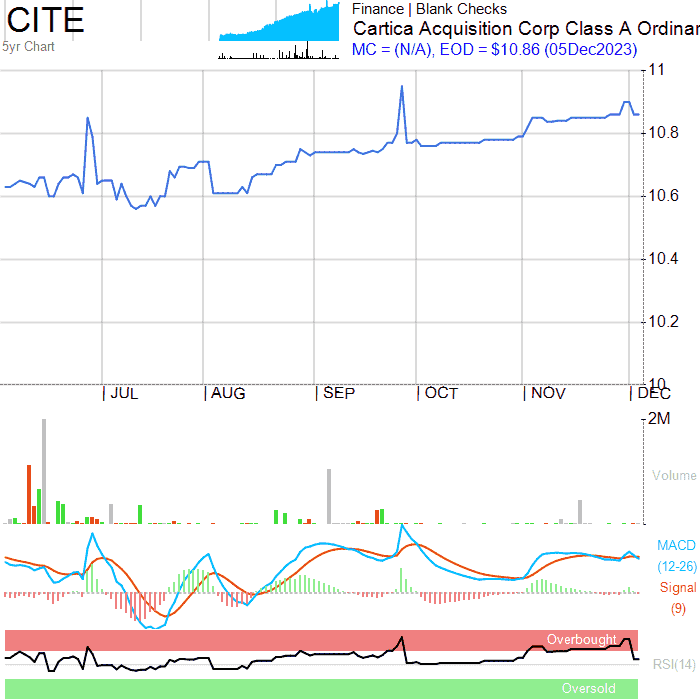 CITE
5yr Chart
Finance | Blank Checks
Cartica Acquisition Corp Class A Ordinar
MC = (N/A), EOD = $10.86 (05Dec2023)
11
10.8
10.6
10.4
10.2
10
JUL AUG SEP OCT NOV DEC
2M
Volume
MACD
(12-26)
Signal
(9)
Overbought
RSI(14)
Oversold